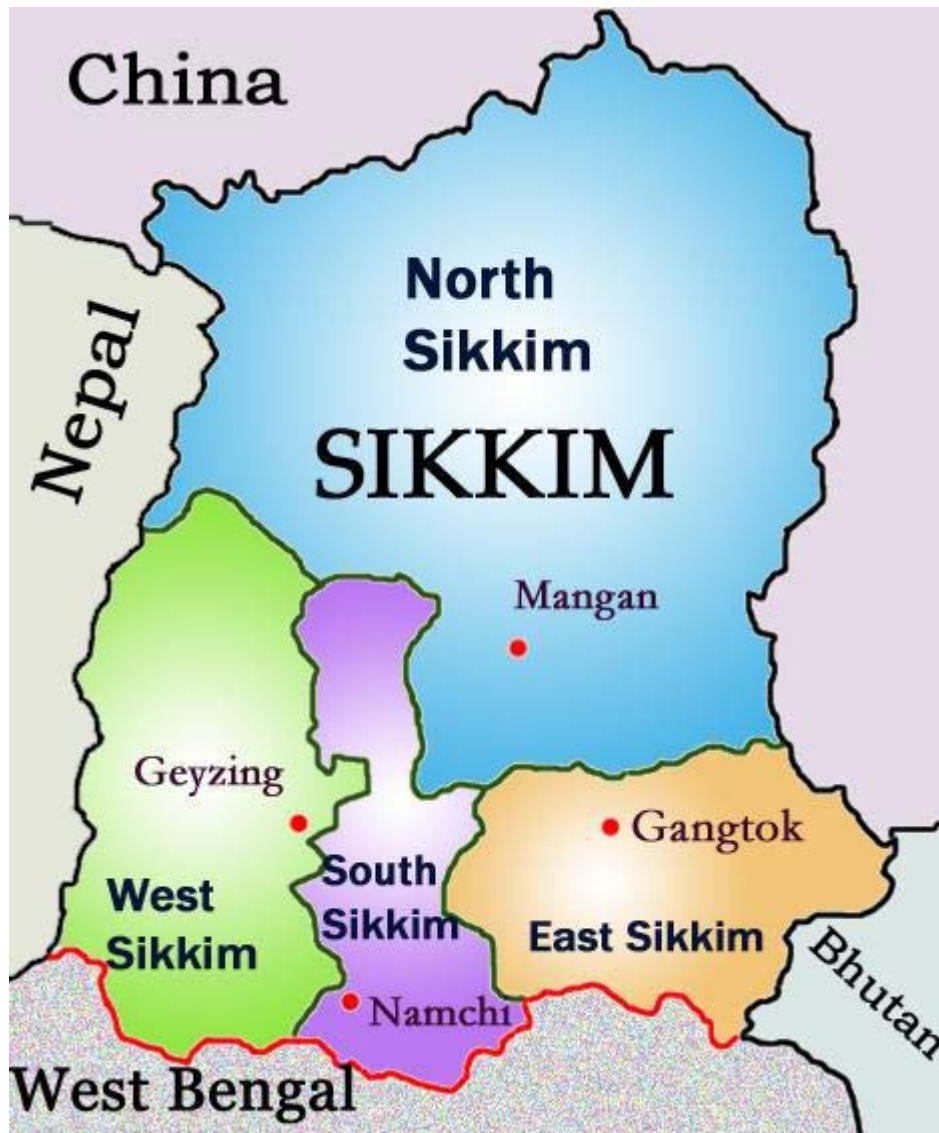 China
Nepal
North
Sikkim
SIKKIM
Mangan
Geyzing
Gangtok
South
Sikkim
West
Sikkim
East Sikkim
Bhutan
Namchi
West Bengal